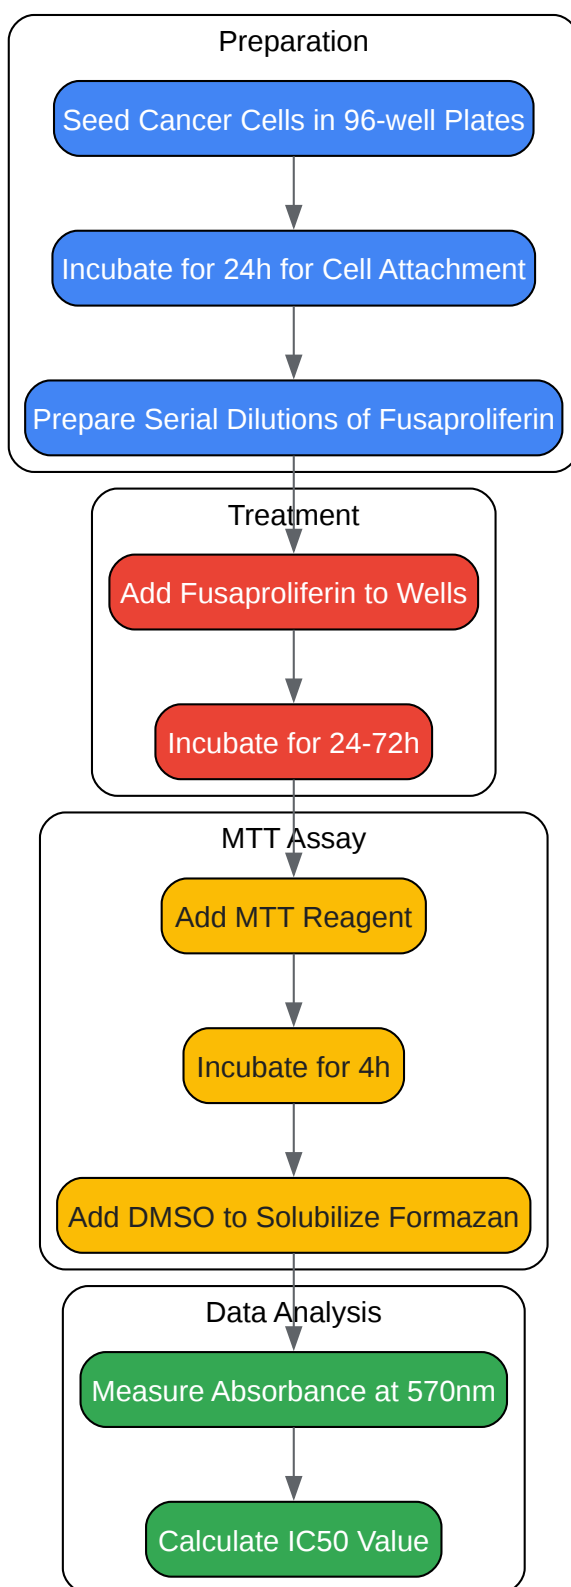 Preparation
Seed Cancer Cells in 96-well Plates
Incubate for 24h for Cell Attachment
Prepare Serial Dilutions of Fusaproliferin
Treatment
Add Fusaproliferin to Wells
Incubate for 24-72h
MTT Assay
Add MTT Reagent
Incubate for 4h
Add DMSO to Solubilize Formazan
Data Analysis
Measure Absorbance at 570nm
Calculate IC50 Value